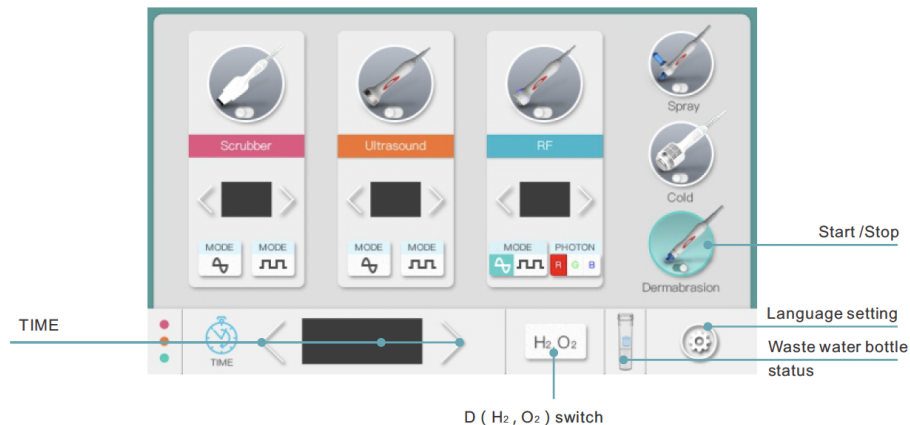 Scrubber
Ultrasound
RF
Spray
Cold
Start /Stop
MODE MODE
MODE MODE
MODE PHOTON
R G B
Dermabrasion
TIME
TIME
H₂ O₂
Language setting
Waste water bottle
status
D ( H₂ , O₂ ) switch